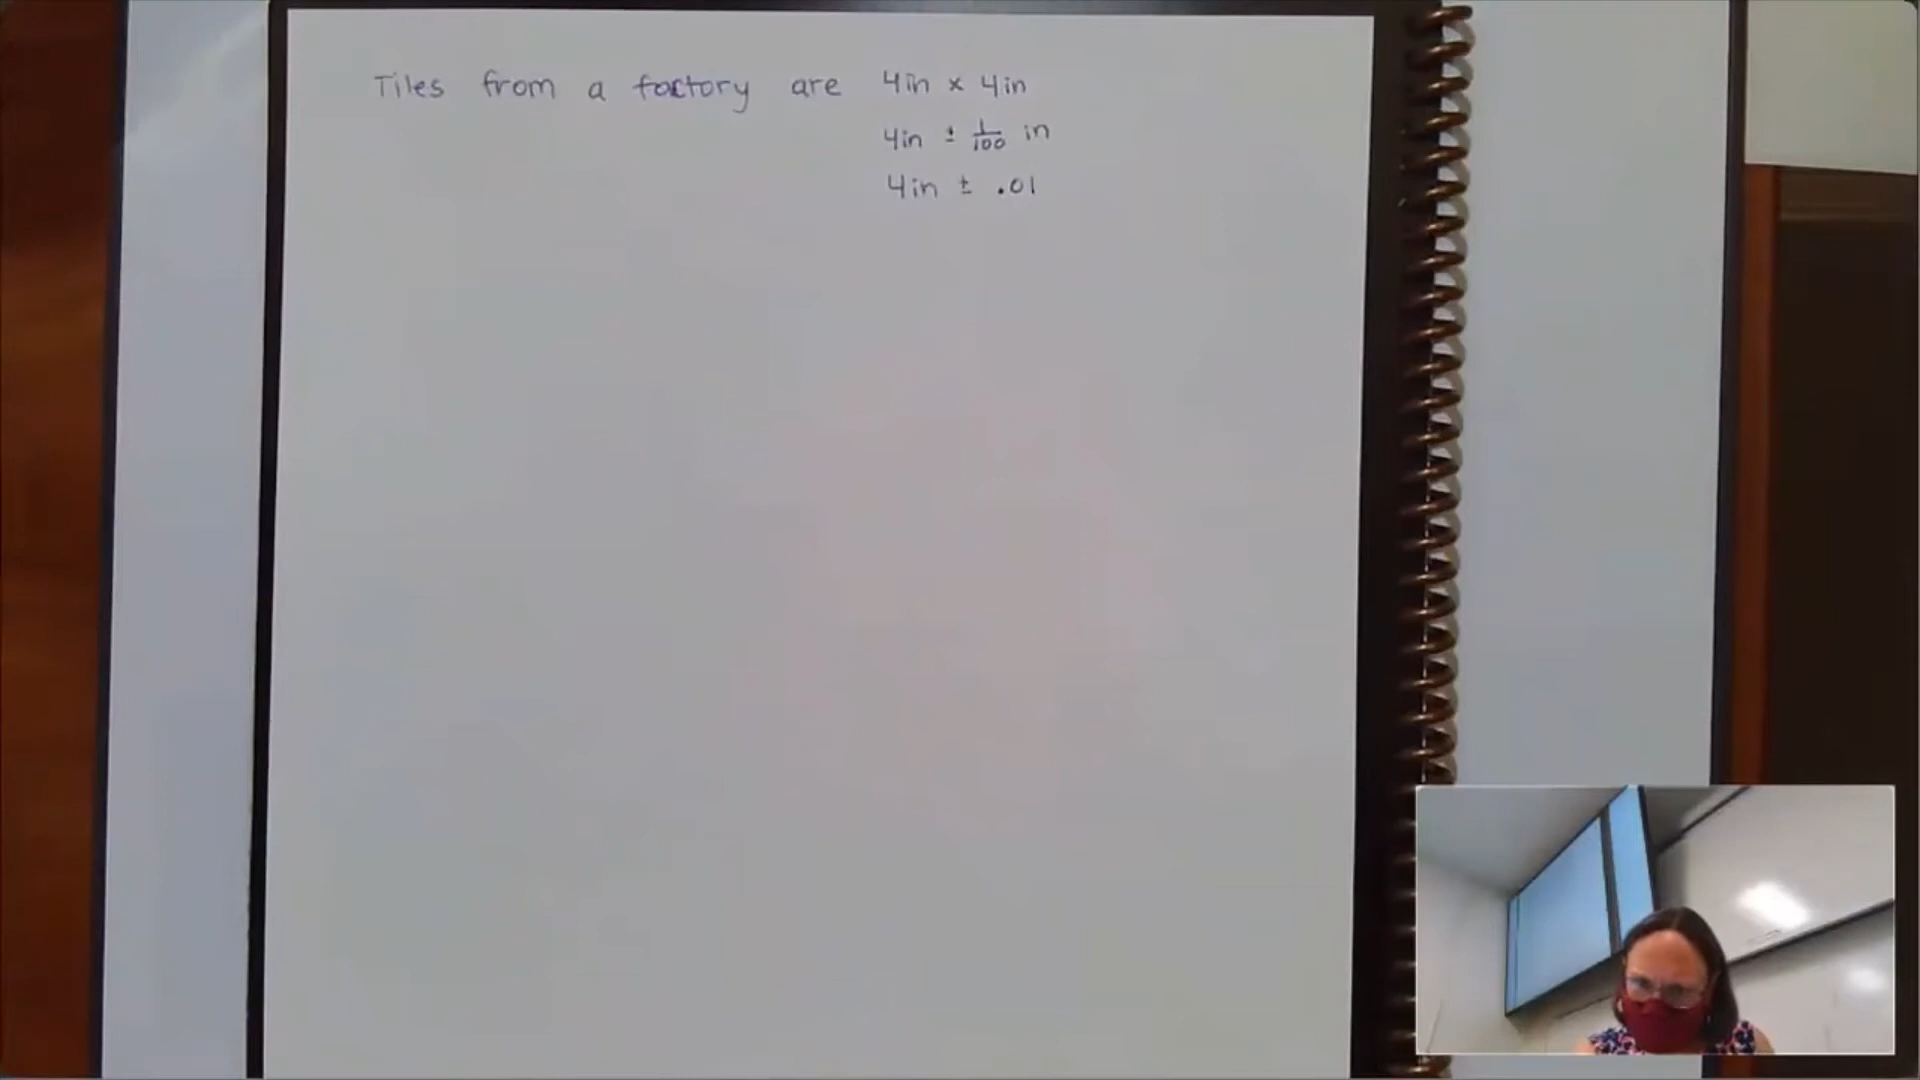 Tiles from a factory are 4in x 4in
4in ± 1/100 in
4in ± .01